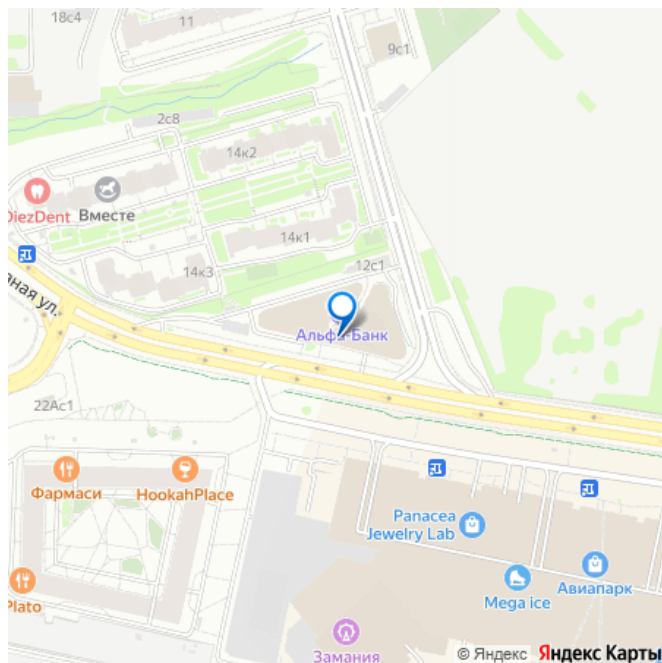 18с4
11
9с1
2с8
14к2
DiezDent
Вместе
14к1
14к3
12с1
зная ул.
Альфа-Банк
22Ас1
Фармаси
HookahPlace
Panacea
Jewelry Lab
Plato
Mega ice
Авиапарк
Замания
© Яндекс Яндекс Карты